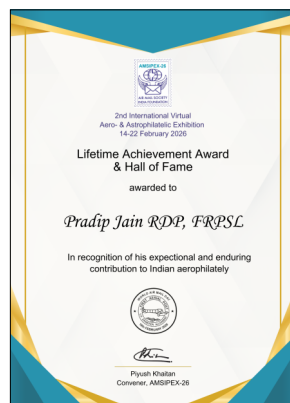 AMSIPEX-26
AIR MAIL SOCIETY
INDIA FOUNDATION
2nd International Virtual
Aero- & Astrophilatelic Exhibition
14-22 February 2026
Lifetime Achievement Award
& Hall of Fame
awarded to
Pradip Jain RDP, FRPSL
In recognition of his expectional and enduring
contribution to Indian aerophilately
Piyush Khaitan
Convener, AMSIPEX-26